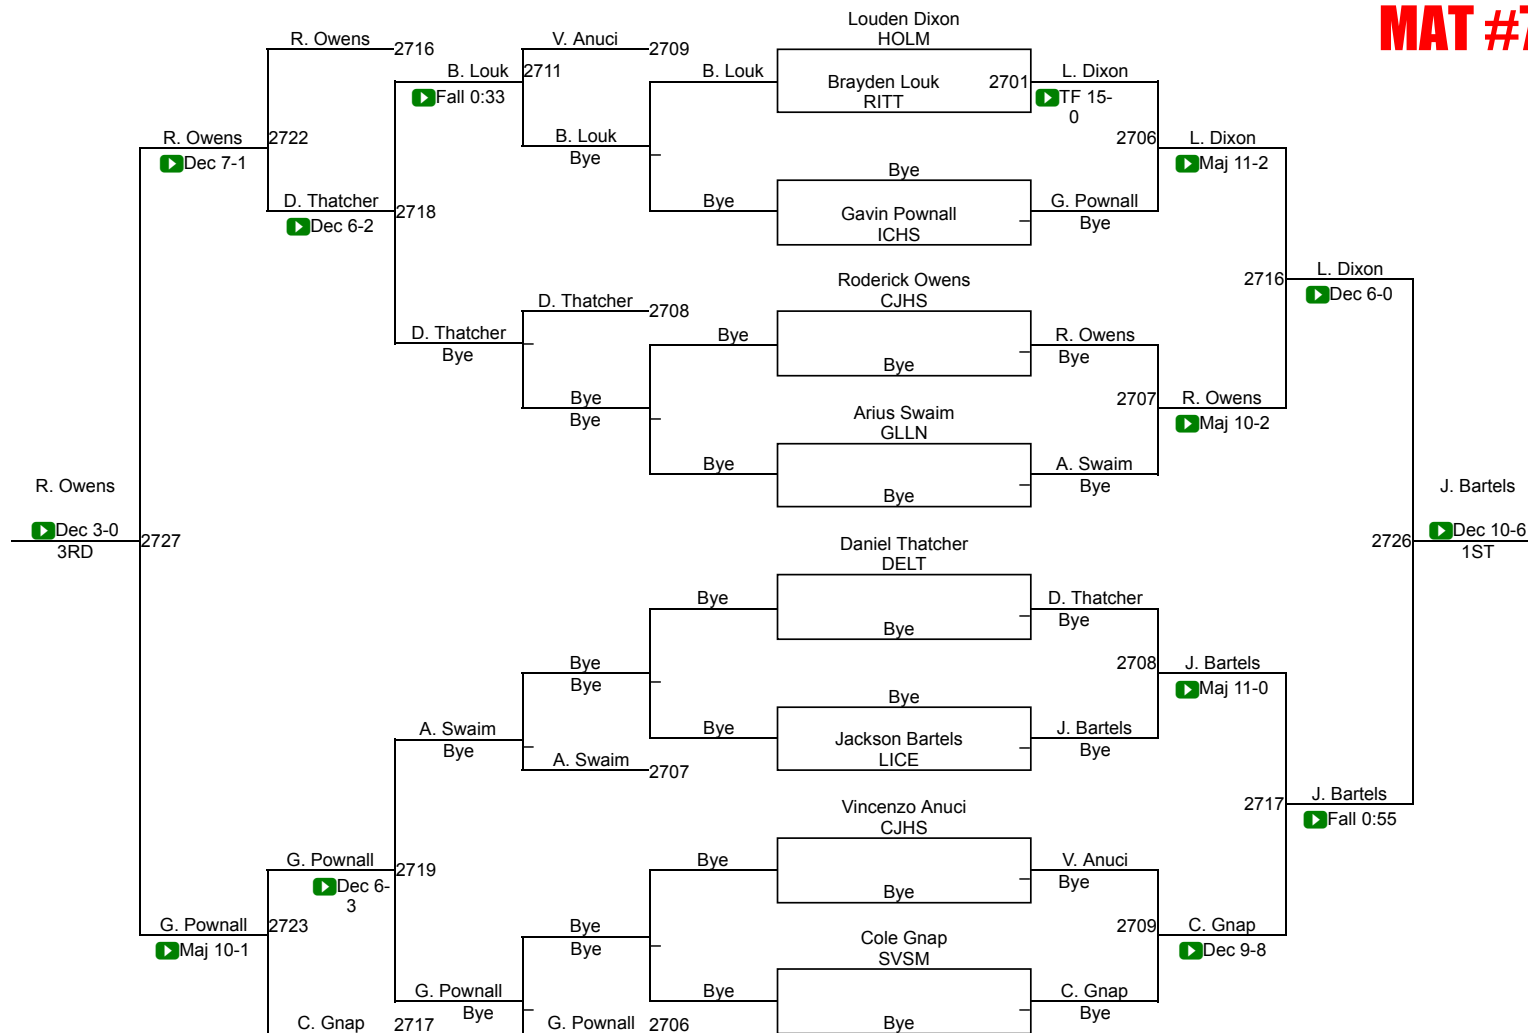 MAT #7
Louden Dixon
R. Owens
2716
V. Anuci
2709
HOLM
B. Louk
2711
B. Louk
Brayden Louk
2701
L. Dixon
Fall 0:33
RITT
TF 15-
0
R. Owens
2722
B. Louk
2706
L. Dixon
Dec 7-1
Bye
Bye
Maj 11-2
D. Thatcher
2718
Bye
Gavin Pownall
G. Pownall
Dec 6-2
ICHS
Bye
2716
L. Dixon
Roderick Owens
Dec 6-0
D. Thatcher
2708
CJHS
D. Thatcher
Bye
R. Owens
Bye
Bye
Bye
Bye
2707
R. Owens
Bye
Arius Swaim
Maj 10-2
GLLN
Bye
A. Swaim
R. Owens
Bye
Bye
J. Bartels
Dec 3-0
2727
2726
Dec 10-6
3RD
1ST
Daniel Thatcher
DELT
Bye
D. Thatcher
Bye
Bye
Bye
2708
J. Bartels
Bye
Bye
Maj 11-0
A. Swaim
Bye
Jackson Bartels
J. Bartels
Bye
LICE
Bye
A. Swaim
2707
2717
J. Bartels
Vincenzo Anuci
Fall 0:55
CJHS
G. Pownall
2719
Bye
V. Anuci
Dec 6-
3
Bye
Bye
G. Pownall
2723
Bye
2709
C. Gnap
Maj 10-1
Bye
Cole Gnap
Dec 9-8
SVSM
G. Pownall
Bye
C. Gnap
Bye
Bye
C. Gnap
2717
G. Pownall
2706
Bye